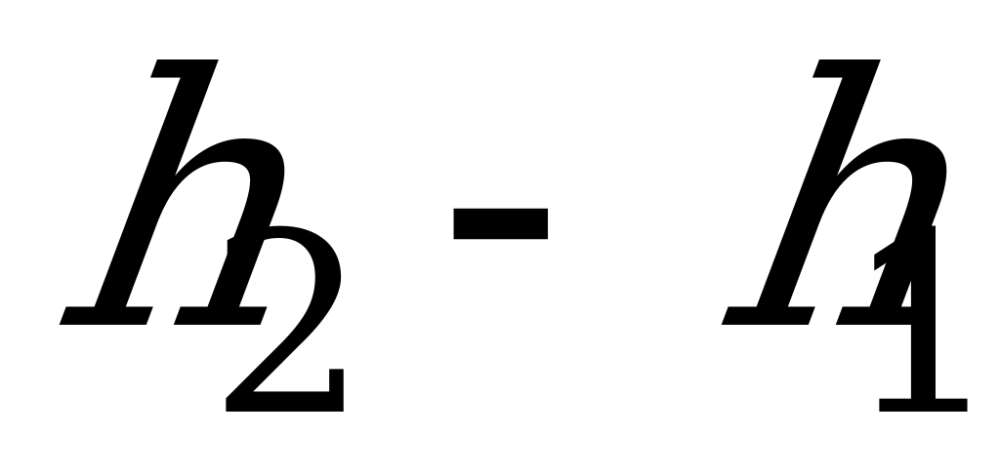 h₂ - h₁